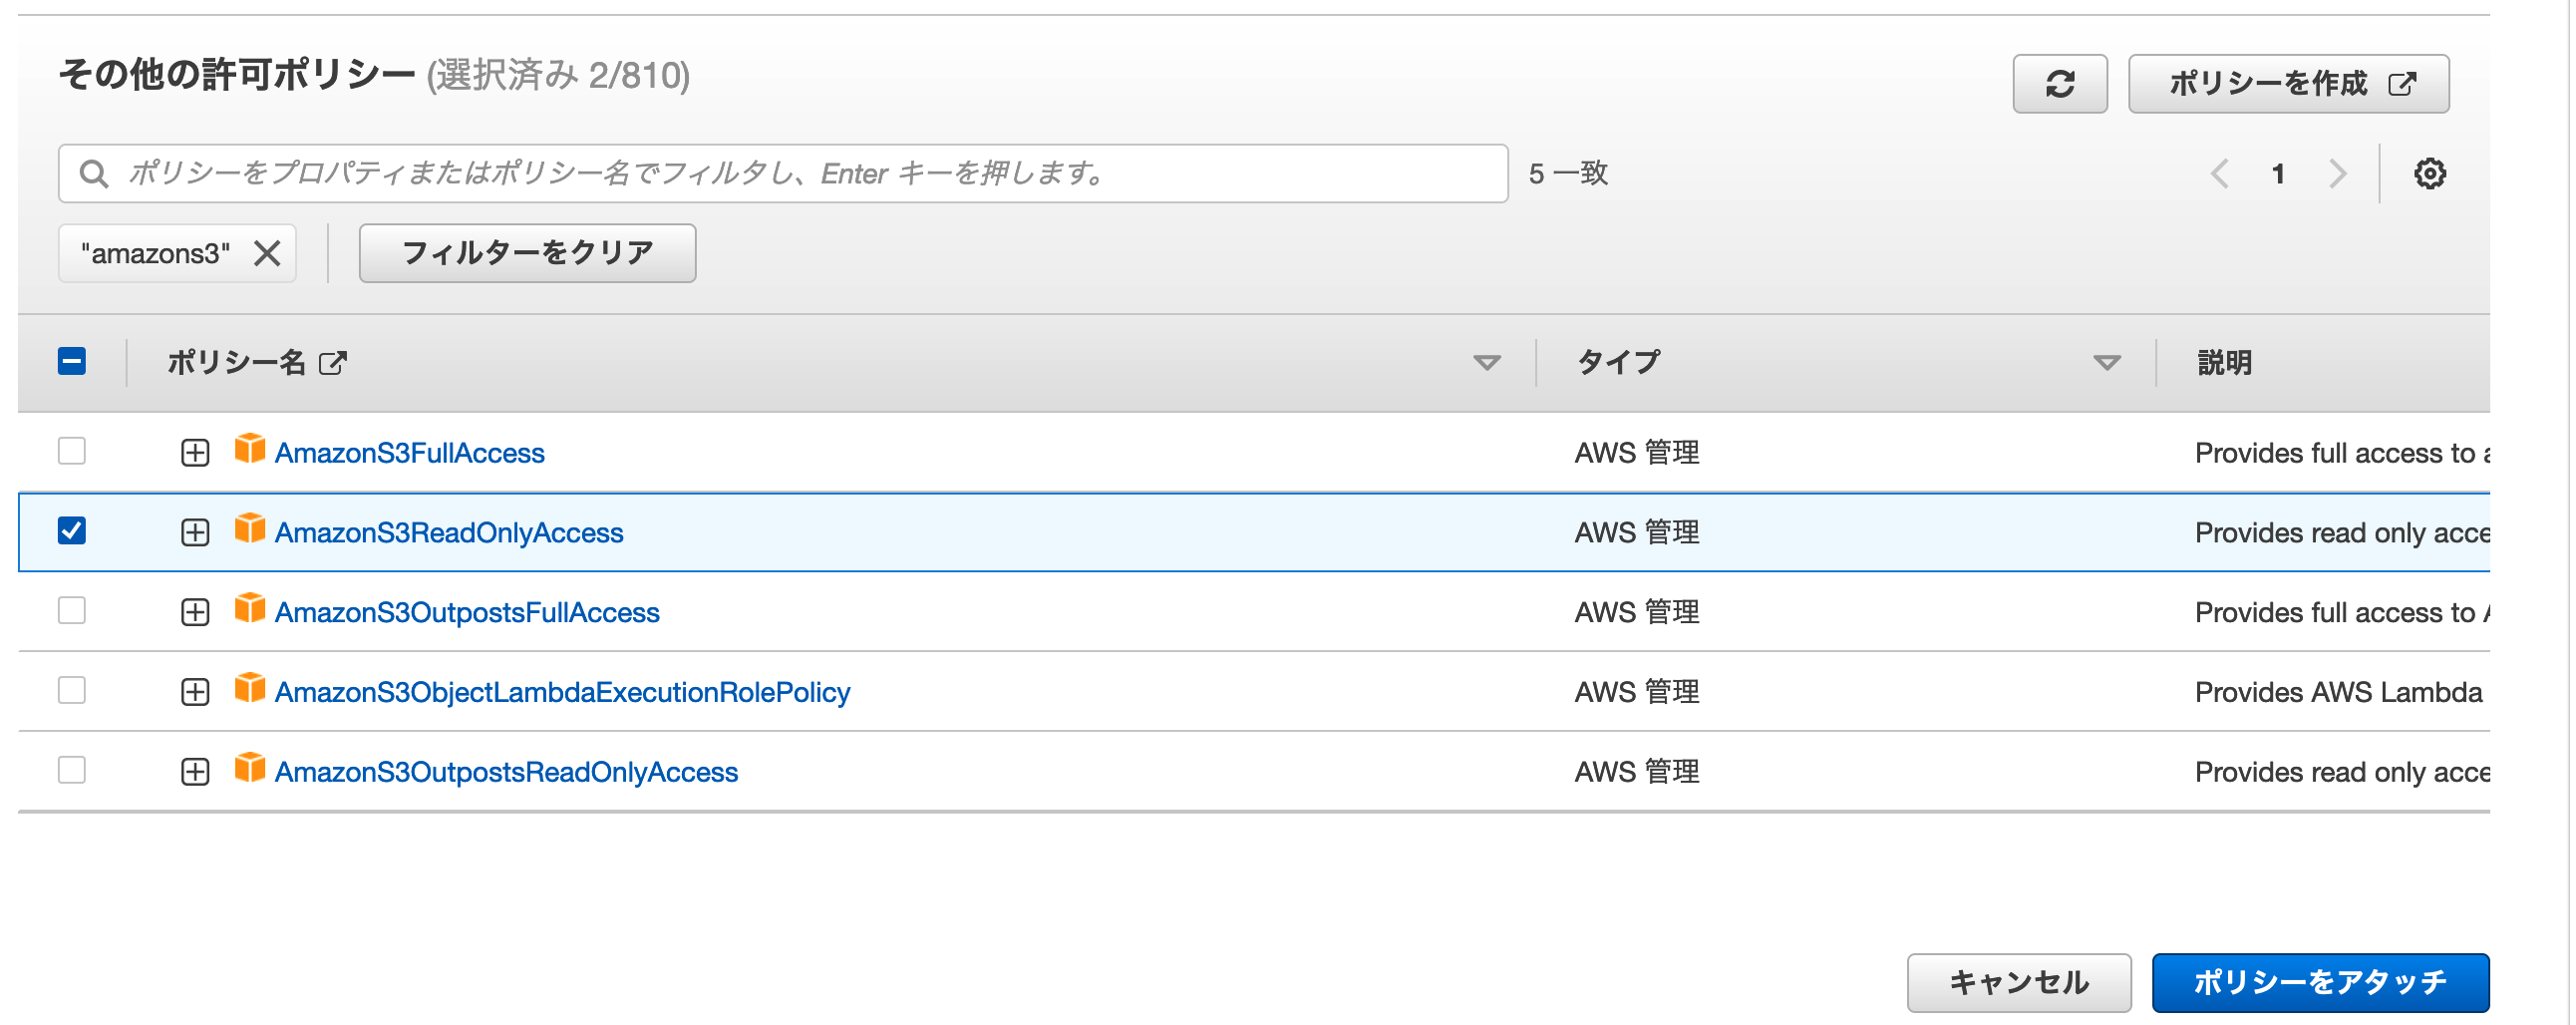 その他の許可ポリシー (選択済み 2/810)
ポリシーを作成
ポリシーをプロパティまたはポリシー名でフィルタし、Enter キーを押します。
5 一致
1
"amazons3"
フィルターをクリア
ポリシー名 タイプ 説明
AmazonS3FullAccess AWS 管理 Provides full access to
AmazonS3ReadOnlyAccess AWS 管理 Provides read only acce
AmazonS3OutpostsFullAccess AWS 管理 Provides full access to
AmazonS3ObjectLambdaExecutionRolePolicy AWS 管理 Provides AWS Lambda
AmazonS3OutpostsReadOnlyAccess AWS 管理 Provides read only acce
キャンセル
ポリシーをアタッチ